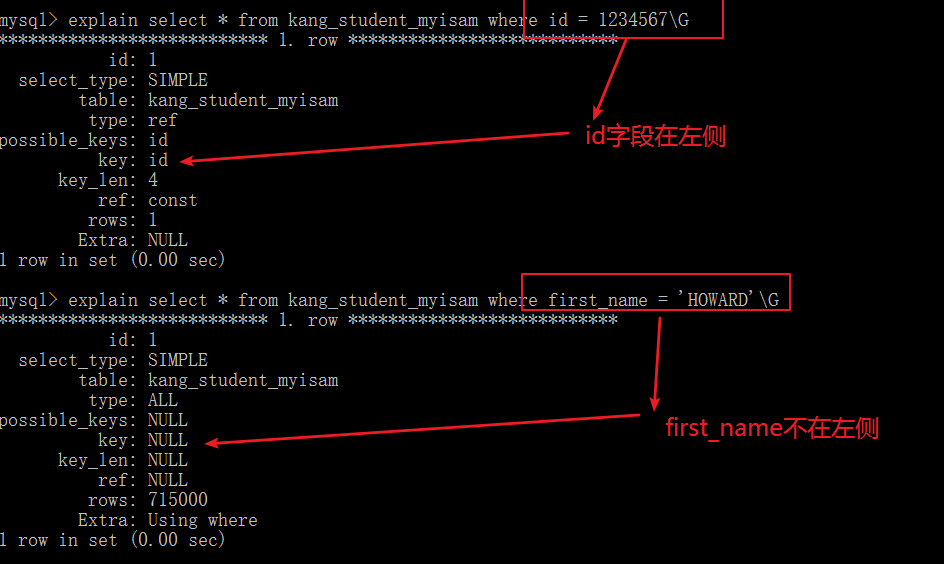 mysql> explain select * from kang_student_myisam where id = 1234567\G
*************************** 1. row ***************************
id: 1
select_type: SIMPLE
table: kang_student_myisam
type: ref
possible_keys: id
id字段在左侧
key: id
key_len: 4
ref: const
rows: 1
Extra: NULL
1 row in set (0.00 sec)
mysql> explain select * from kang_student_myisam where first_name = 'HOWARD'\G
*************************** 1. row ***************************
id: 1
select_type: SIMPLE
table: kang_student_myisam
type: ALL
possible_keys: NULL
first_name不在左侧
key: NULL
key_len: NULL
ref: NULL
rows: 715000
Extra: Using where
1 row in set (0.00 sec)